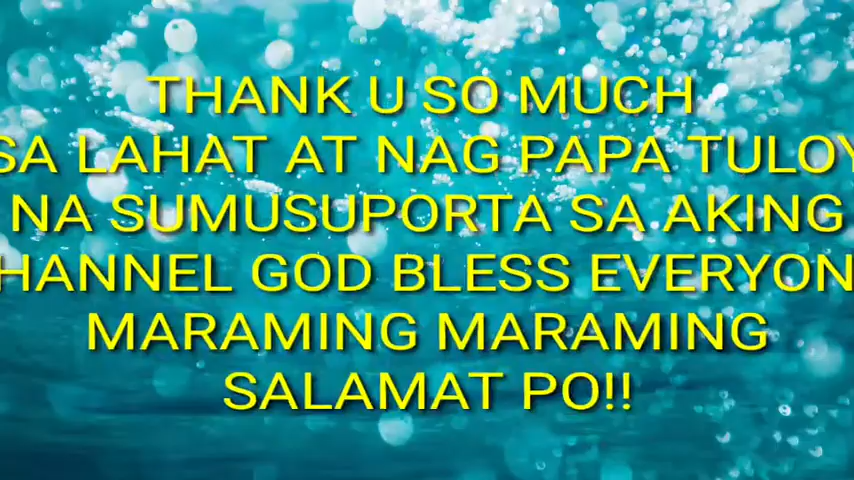 THANK U SO MUCH
SA LAHAT AT NAG PAPA TULOY
NA SUMUSUPORTA SA AKING
HANNEL GOD BLESS EVERYON
MARAMING MARAMING
SALAMAT PO!!